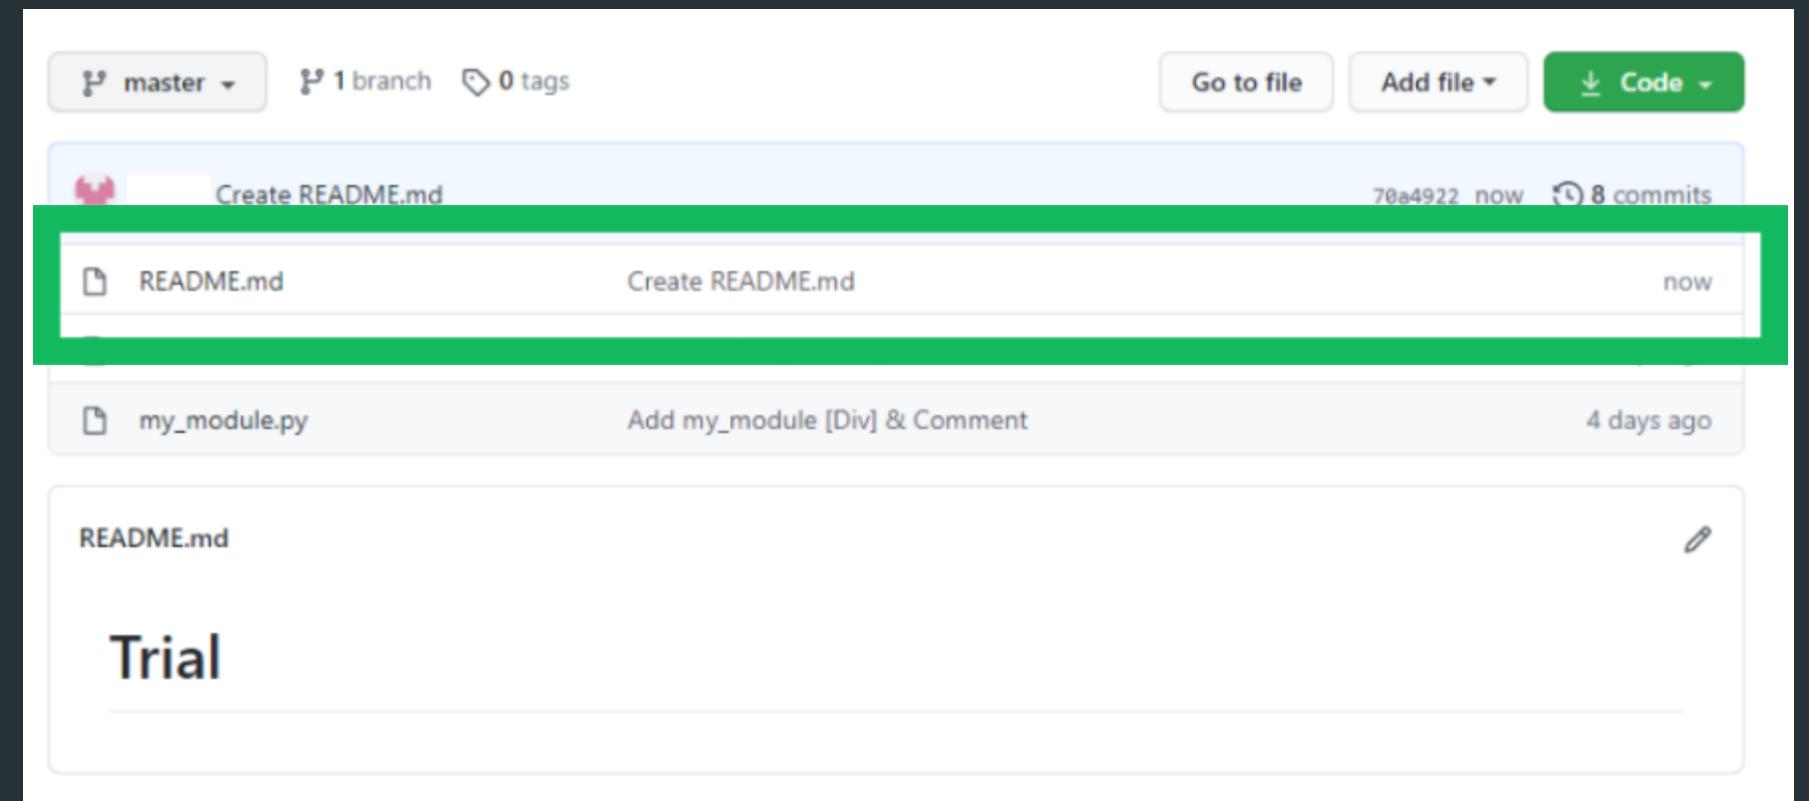 master 1 branch 0 tags Go to file Add file Code
Create README.md 70a4922 now 8 commits
README.md Create README.md now
my_module.py Add my_module [Div] & Comment 4 days ago
README.md
Trial